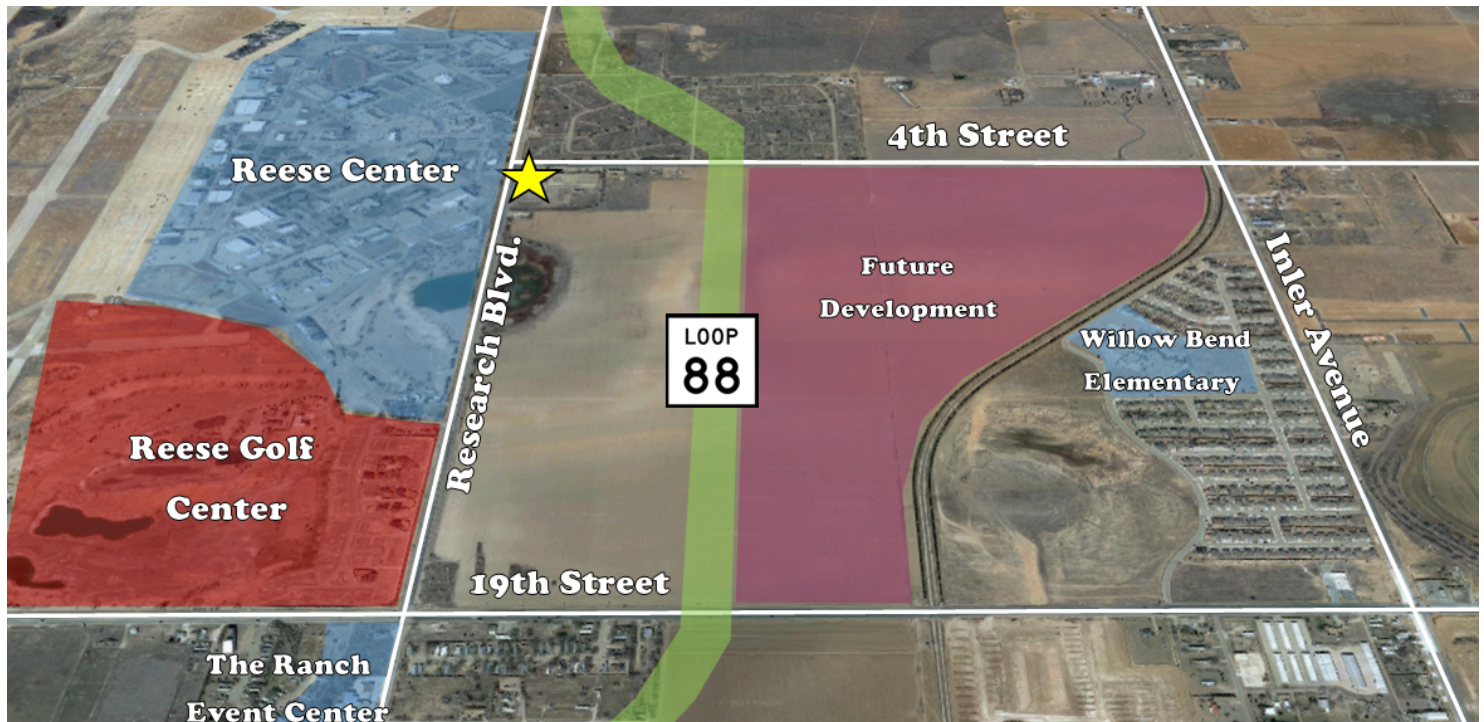 4th Street
Reese Center
Research Blvd.
Future
Development
Inler Avenue
LOOP
88
Willow Bend
Elementary
Reese Golf
Center
19th Street
The Ranch
Event Center